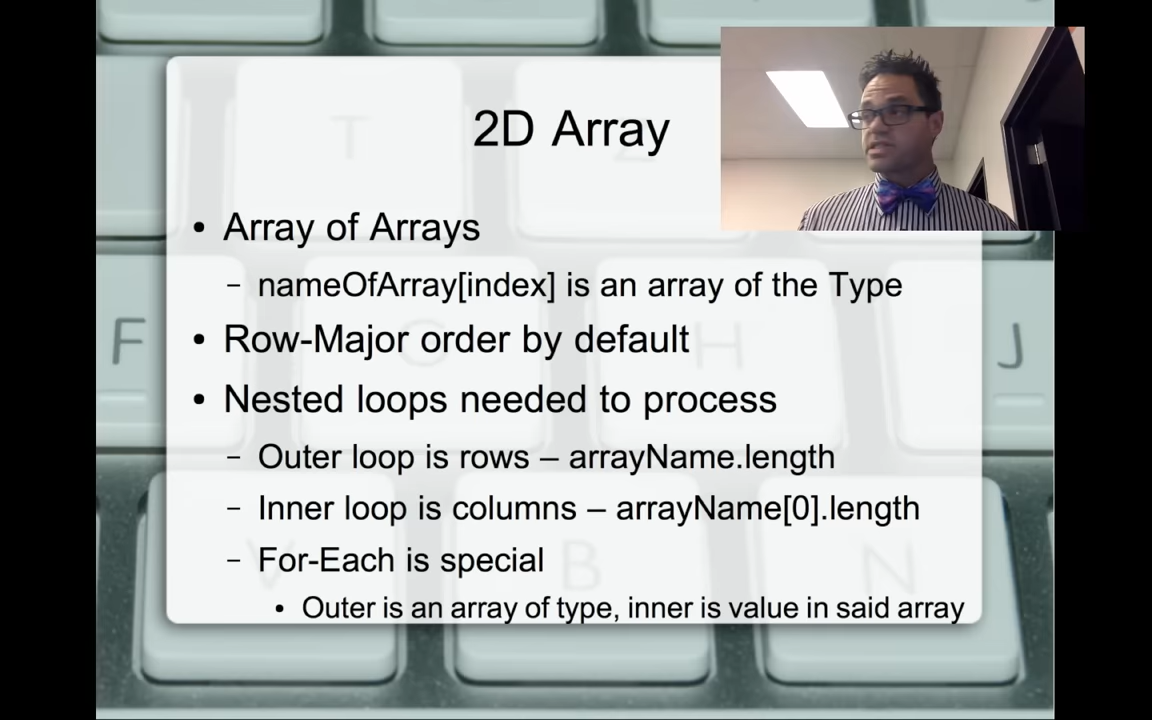 2D Array
• Array of Arrays
– nameOfArray[index] is an array of the Type
• Row-Major order by default
• Nested loops needed to process
– Outer loop is rows – arrayName.length
– Inner loop is columns – arrayName[0].length
– For-Each is special
• Outer is an array of type, inner is value in said array
T
F
G
H
J
V
B
N